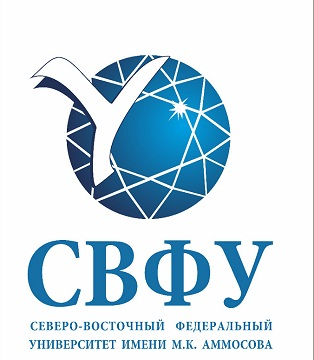 СВФУ
СЕВЕРО-ВОСТОЧНЫЙ ФЕДЕРАЛЬНЫЙ
УНИВЕРСИТЕТ ИМЕНИ М.К. АММОСОВА